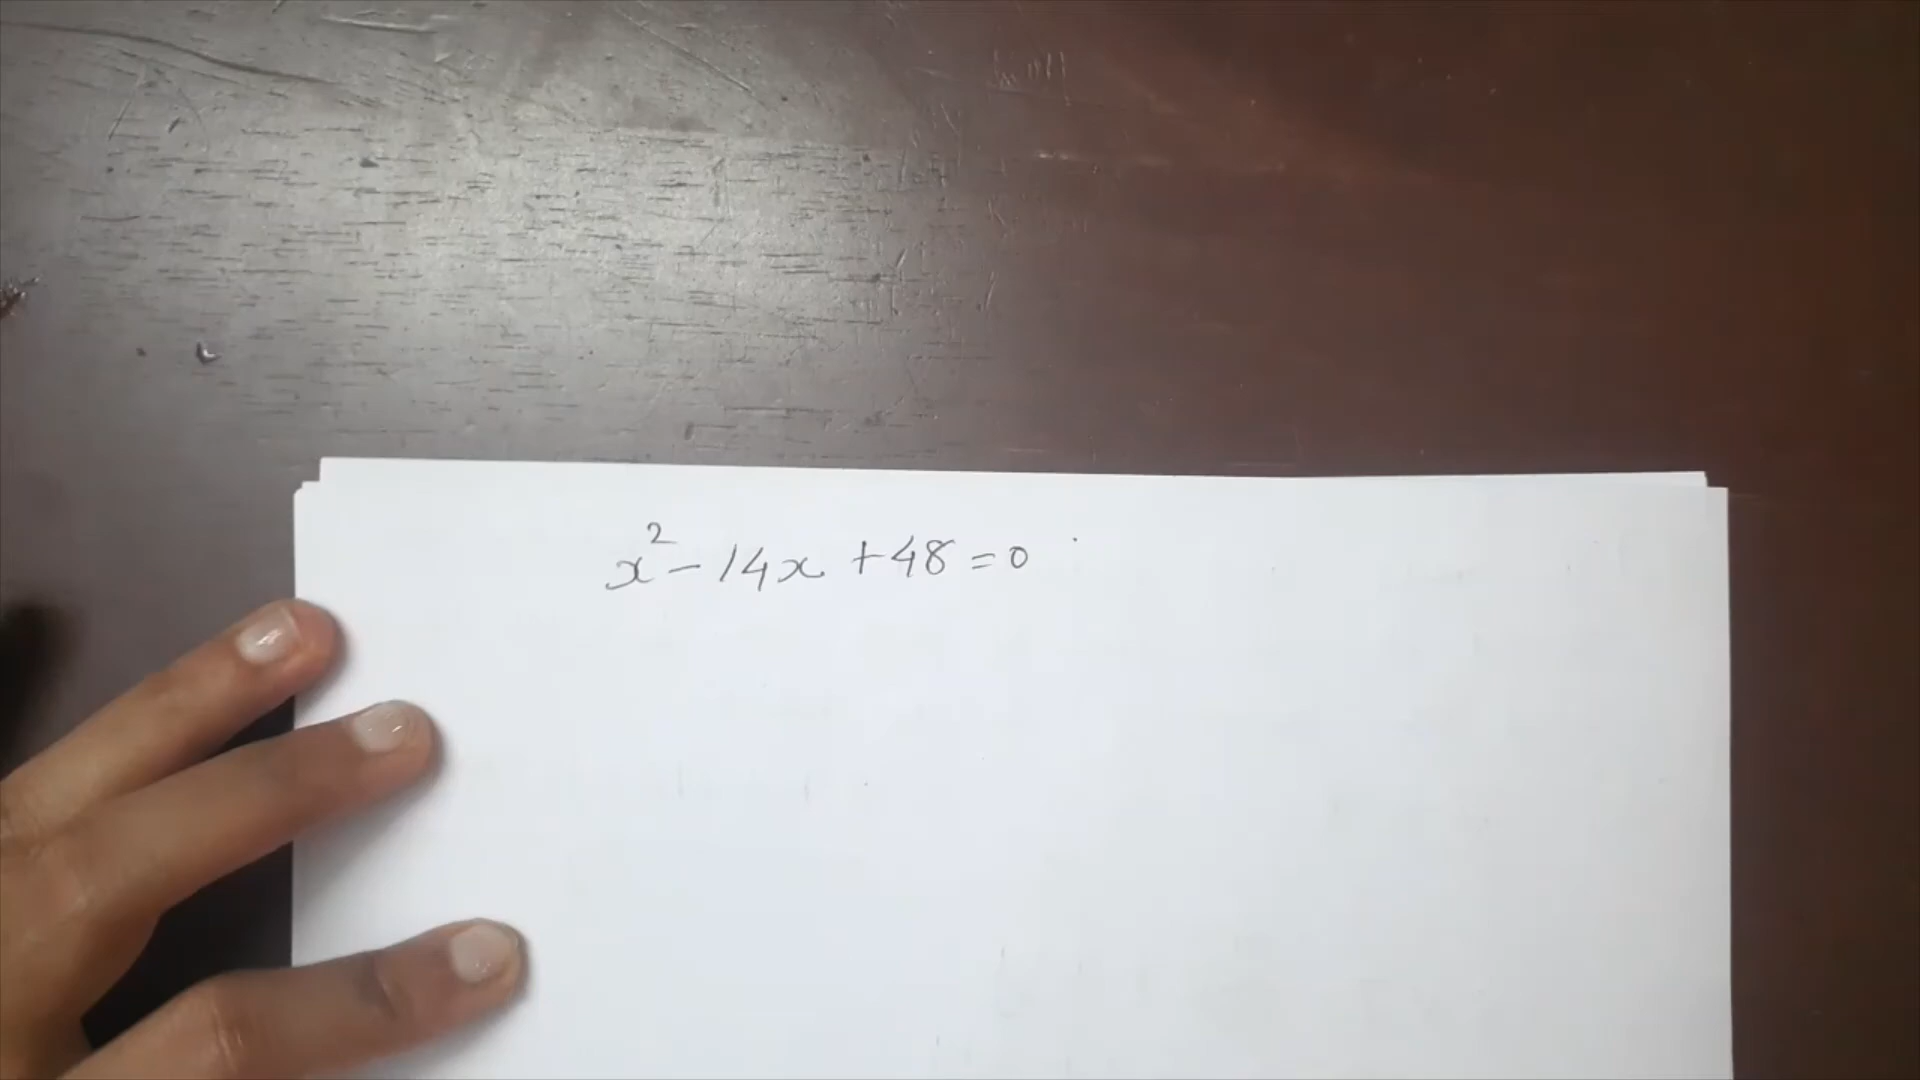 x² - 14x + 48 = 0